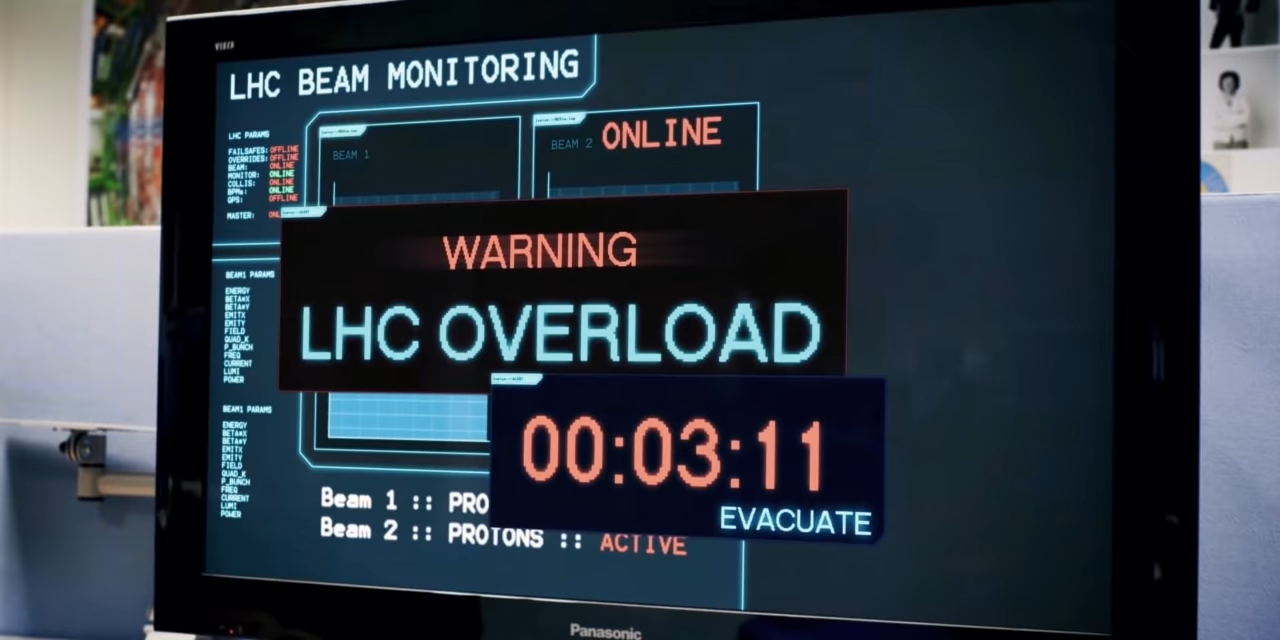 VIERA
LHC BEAM MONITORING
LHC PARAMS
FAILSAFES: OFFLINE
OVERRIDES: OFFLINE
BEAM: ONLINE
MONITOR: ONLINE
COLLIS: ONLINE
BPMs: ONLINE
GPS: OFFLINE
MASTER: ONL
BEAM 1
BEAM 2 ONLINE
WARNING
LHC OVERLOAD
00:03:11
EVACUATE
BEAM1 PARAMS
ENERGY
BETA*X
BETA*Y
EMITX
EMITY
FIELD
QUAD_K
P_BUNCH
FREQ
CURRENT
LUMI
POWER
BEAM1 PARAMS
ENERGY
BETA*X
BETA*Y
EMITX
EMITY
FIELD
QUAD_K
P_BUNCH
FREQ
CURRENT
LUMI
POWER
Beam 1 :: PRO
Beam 2 :: PROTONS :: ACTIVE
Panasonic